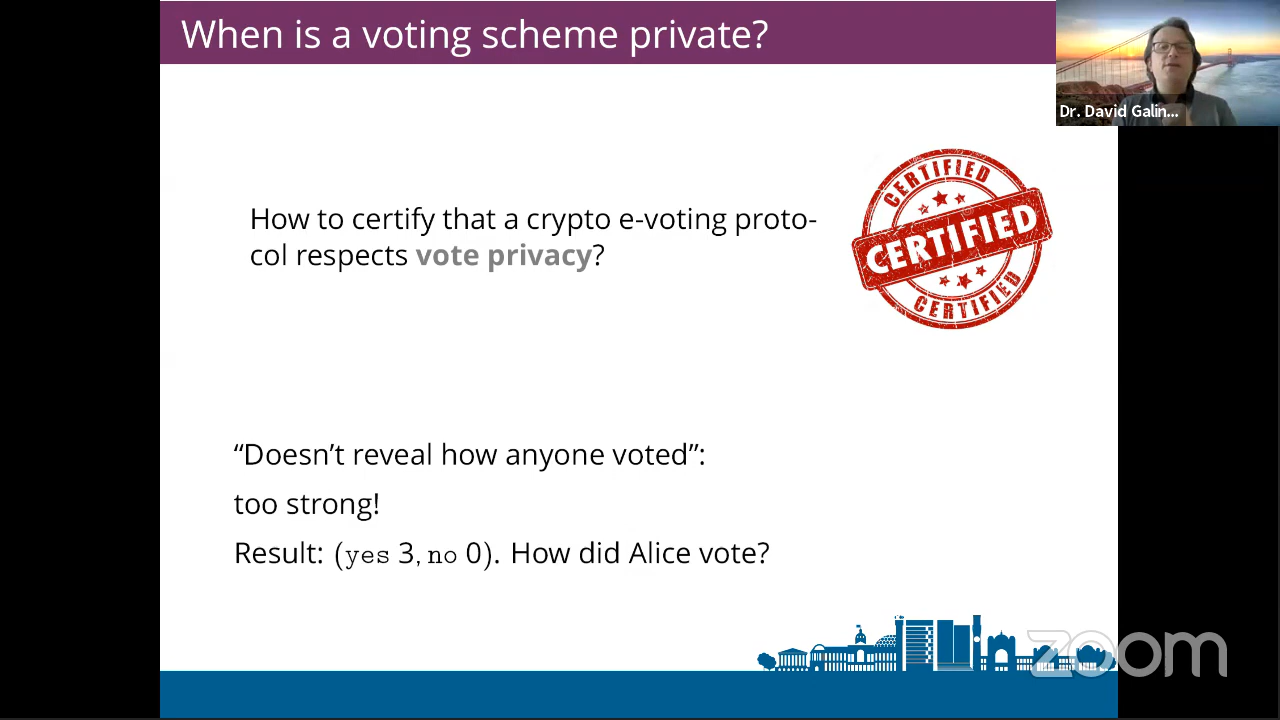 When is a voting scheme private?
Dr. David Galin...
How to certify that a crypto e-voting proto-
col respects vote privacy?
CERTIFIED
CERTIFIED
CERTIFIED
“Doesn’t reveal how anyone voted”:
too strong!
Result: (yes 3, no 0). How did Alice vote?
zoom